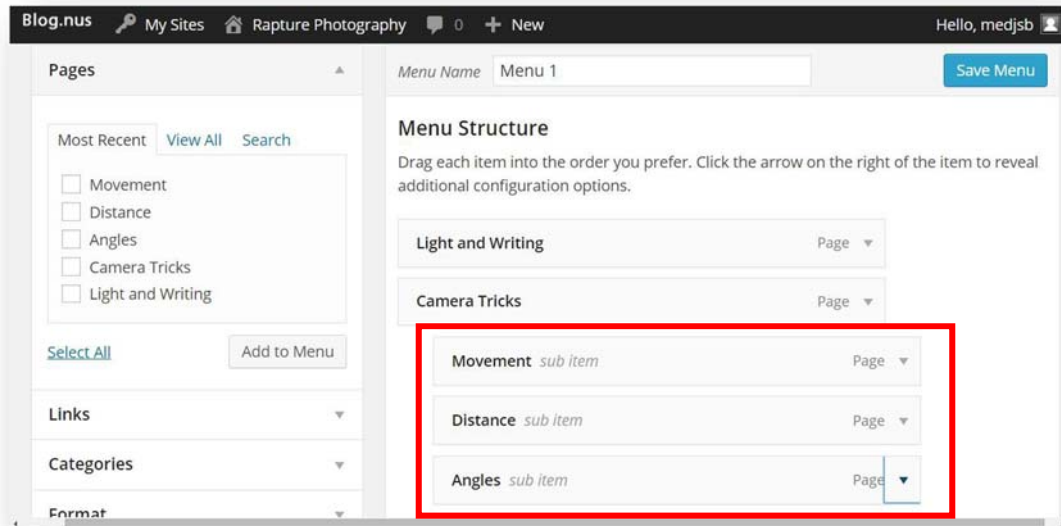 Blog.nus My Sites Rapture Photography 0 + New Hello, medjsb
Pages
Most Recent View All Search
Movement
Distance
Angles
Camera Tricks
Light and Writing
Select All Add to Menu
Links
Categories
Format
Menu Name Menu 1 Save Menu
Menu Structure
Drag each item into the order you prefer. Click the arrow on the right of the item to reveal
additional configuration options.
Light and Writing Page
Camera Tricks Page
Movement sub item Page
Distance sub item Page
Angles sub item Page